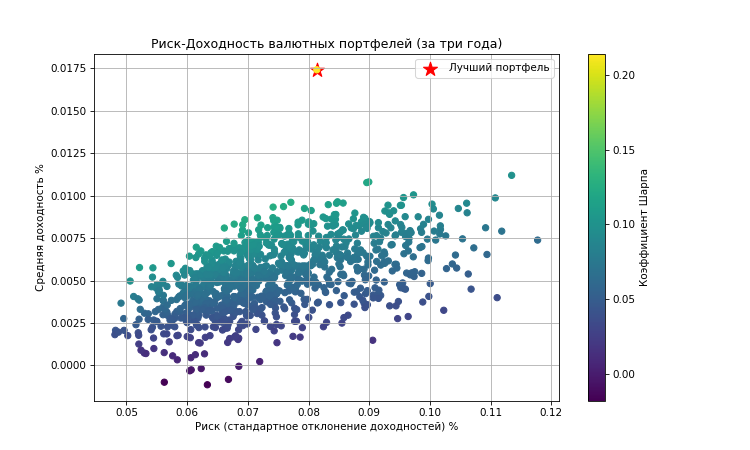 Риск-Доходность валютных портфелей (за три года)
Лучший портфель
0.0175
0.0150
0.0125
0.0100
0.0075
0.0050
0.0025
0.0000
Средняя доходность %
0.05 0.06 0.07 0.08 0.09 0.10 0.11 0.12
Риск (стандартное отклонение доходностей) %
0.20
0.15
0.10
0.05
0.00
Коэффициент Шарпа